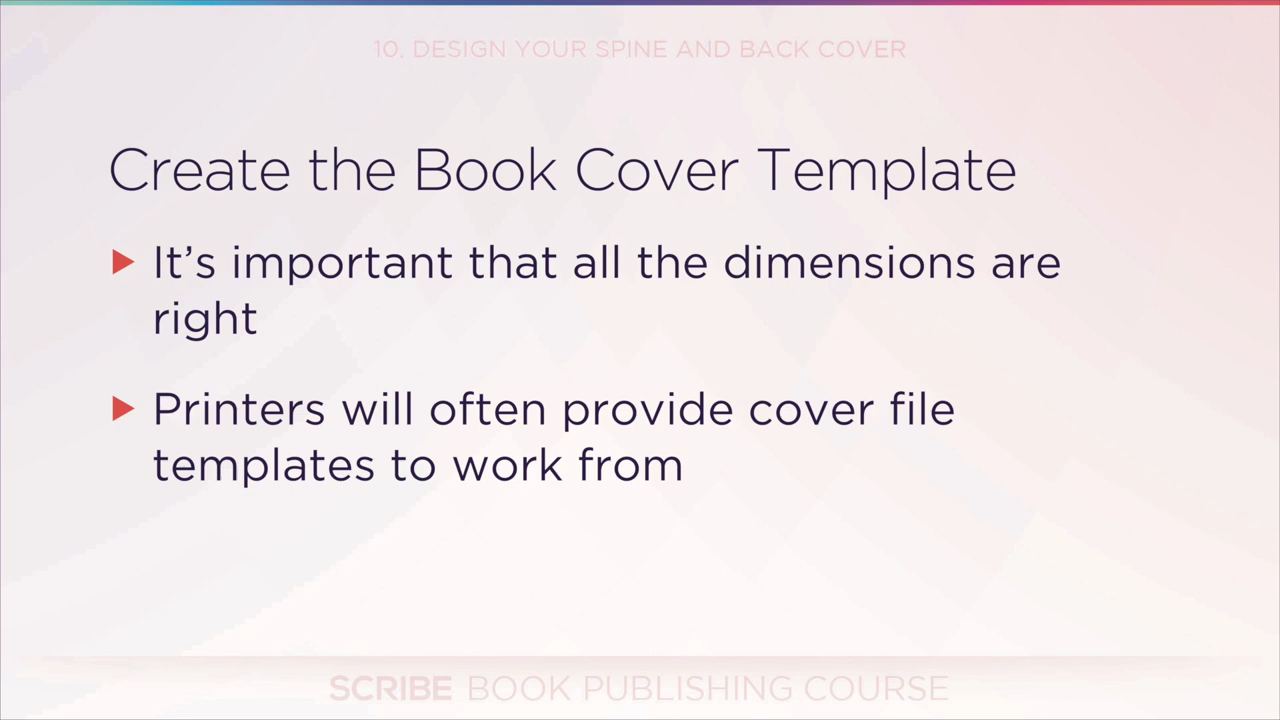 10. DESIGN YOUR SPINE AND BACK COVER
Create the Book Cover Template
It’s important that all the dimensions are
right
Printers will often provide cover file
templates to work from
SCRIBE BOOK PUBLISHING COURSE